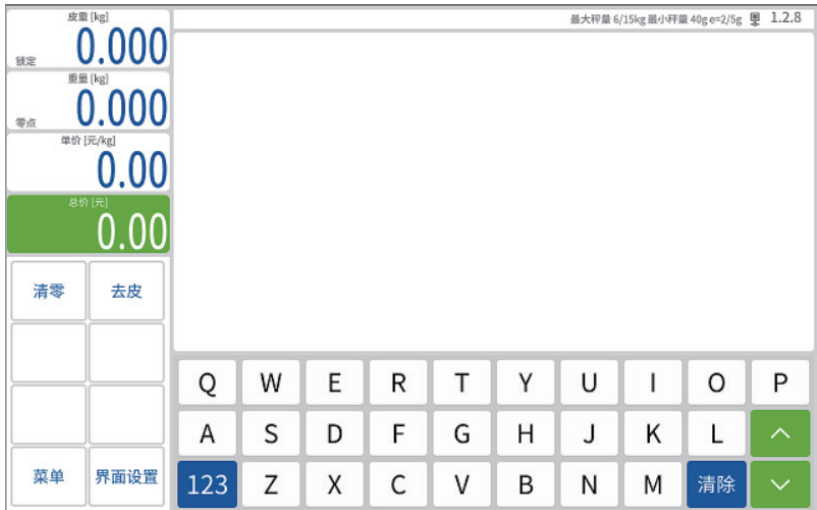 皮重 [kg]
0.000
锁定
重量 [kg]
0.000
零点
单价 [元/kg]
0.00
总价 [元]
0.00
最大秤量 6/15kg 最小秤量 40g e=2/5g 1.2.8
清零 去皮
菜单 界面设置
Q W E R T Y U I O P
A S D F G H J K L
123 Z X C V B N M 清除